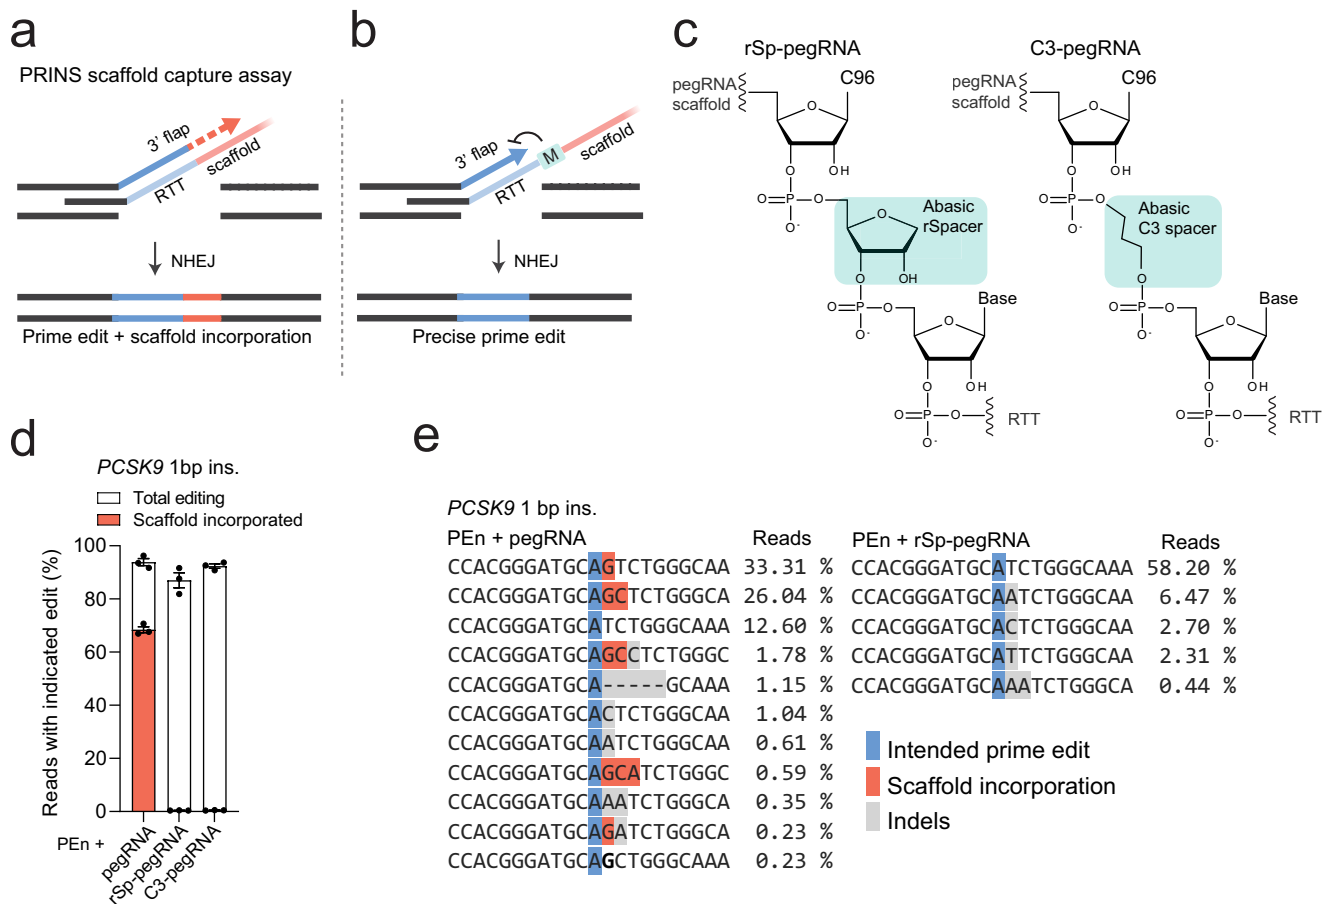 a
PRINS scaffold capture assay
3' flap
RTT
scaffold
NHEJ
Prime edit + scaffold incorporation
b
3' flap
M
RTT
scaffold
NHEJ
Precise prime edit
c
rSp-pegRNA
pegRNA
scaffold
C96
O
OH
O
O=P—O
O-
O
Abasic
rSpacer
OH
O
O=P—O
O-
Base
O
OH
O
O=P—O
O-
RTT
C3-pegRNA
pegRNA
scaffold
C96
O
OH
O
O=P—O
O-
Abasic
C3 spacer
O
O=P—O
O-
Base
O
OH
O
O=P—O
O-
RTT
d
PCSK9 1bp ins.
Total editing
Scaffold incorporated
Reads with indicated edit (%)
100
80
60
40
20
0
PEn +
pegRNA
rSp-pegRNA
C3-pegRNA
e
PCSK9 1 bp ins.
PEn + pegRNA Reads
CCACGGGATGCAGTCTGGGCAA 33.31 %
CCACGGGATGCAGCTCTGGGCA 26.04 %
CCACGGGATGCATCTGGGCAAA 12.60 %
CCACGGGATGCAGCCTCTGGGC 1.78 %
CCACGGGATGCA-----GCAAA 1.15 %
CCACGGGATGCACTCTGGGCAA 1.04 %
CCACGGGATGCAATCTGGGCAA 0.61 %
CCACGGGATGCAGCATCTGGGC 0.59 %
CCACGGGATGCAAATCTGGGCA 0.35 %
CCACGGGATGCAGATCTGGGCA 0.23 %
CCACGGGATGCAGCTGGGCAAA 0.23 %
PEn + rSp-pegRNA Reads
CCACGGGATGCATCTGGGCAAA 58.20 %
CCACGGGATGCAATCTGGGCAA 6.47 %
CCACGGGATGCACTCTGGGCAA 2.70 %
CCACGGGATGCATTCTGGGCAA 2.31 %
CCACGGGATGCAAATCTGGGCA 0.44 %
Intended prime edit
Scaffold incorporation
Indels